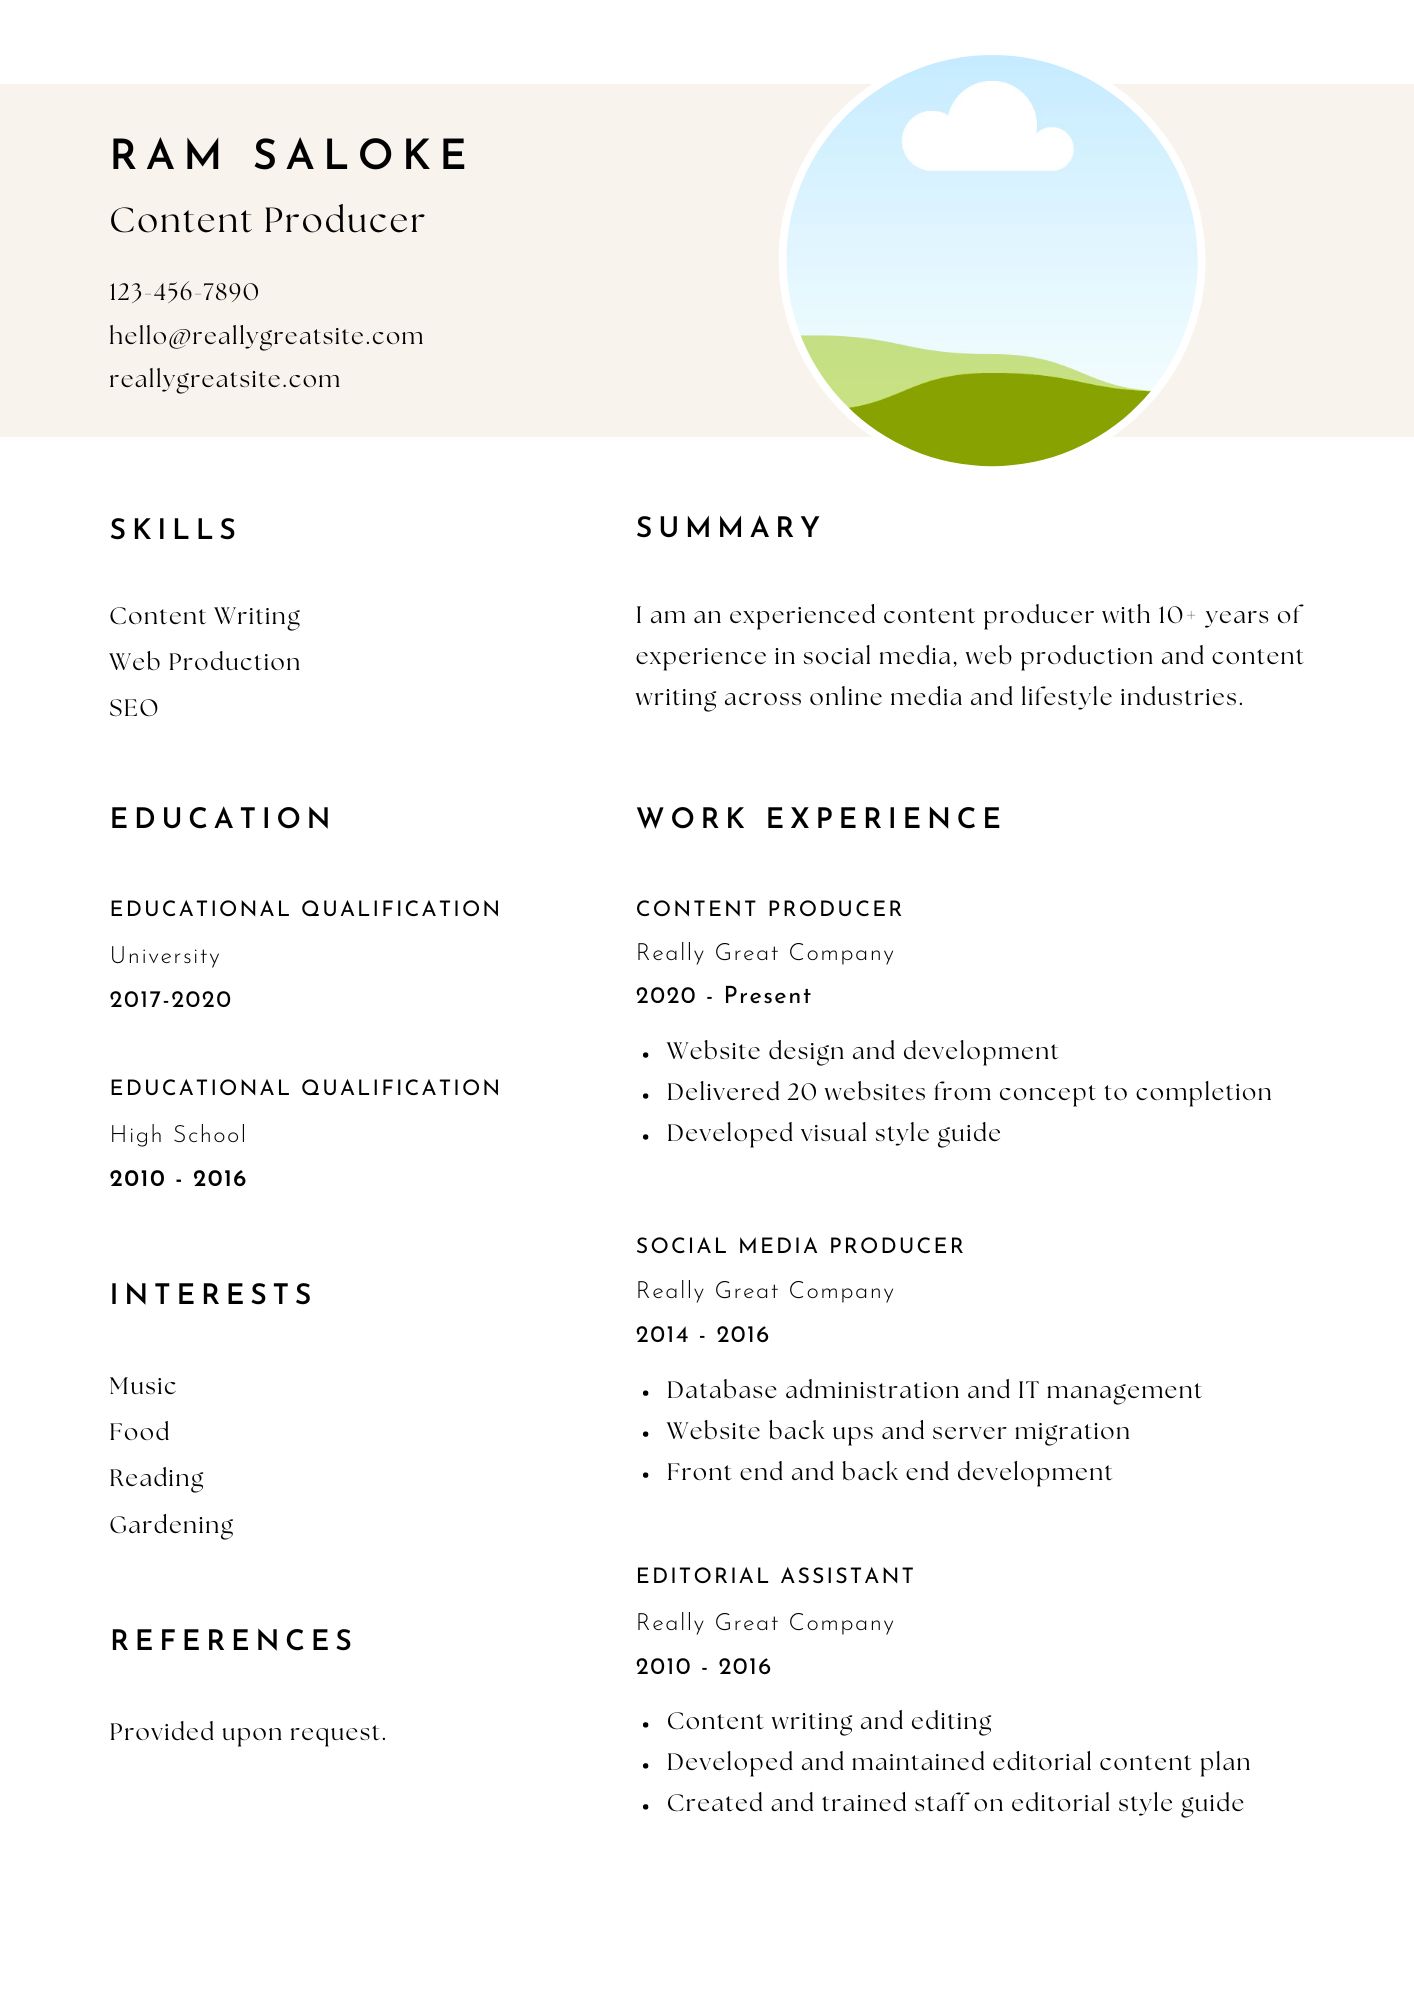 RAM SALOKE
Content Producer
123-456-7890
hello@reallygreatsite.com
reallygreatsite.com
SKILLS
Content Writing
Web Production
SEO
EDUCATION
EDUCATIONAL QUALIFICATION
University
2017-2020
EDUCATIONAL QUALIFICATION
High School
2010 - 2016
INTERESTS
Music
Food
Reading
Gardening
REFERENCES
Provided upon request.
SUMMARY
I am an experienced content producer with 10+ years of
experience in social media, web production and content
writing across online media and lifestyle industries.
WORK EXPERIENCE
CONTENT PRODUCER
Really Great Company
2020 - Present
• Website design and development
• Delivered 20 websites from concept to completion
• Developed visual style guide
SOCIAL MEDIA PRODUCER
Really Great Company
2014 - 2016
• Database administration and IT management
• Website back ups and server migration
• Front end and back end development
EDITORIAL ASSISTANT
Really Great Company
2010 - 2016
• Content writing and editing
• Developed and maintained editorial content plan
• Created and trained staff on editorial style guide